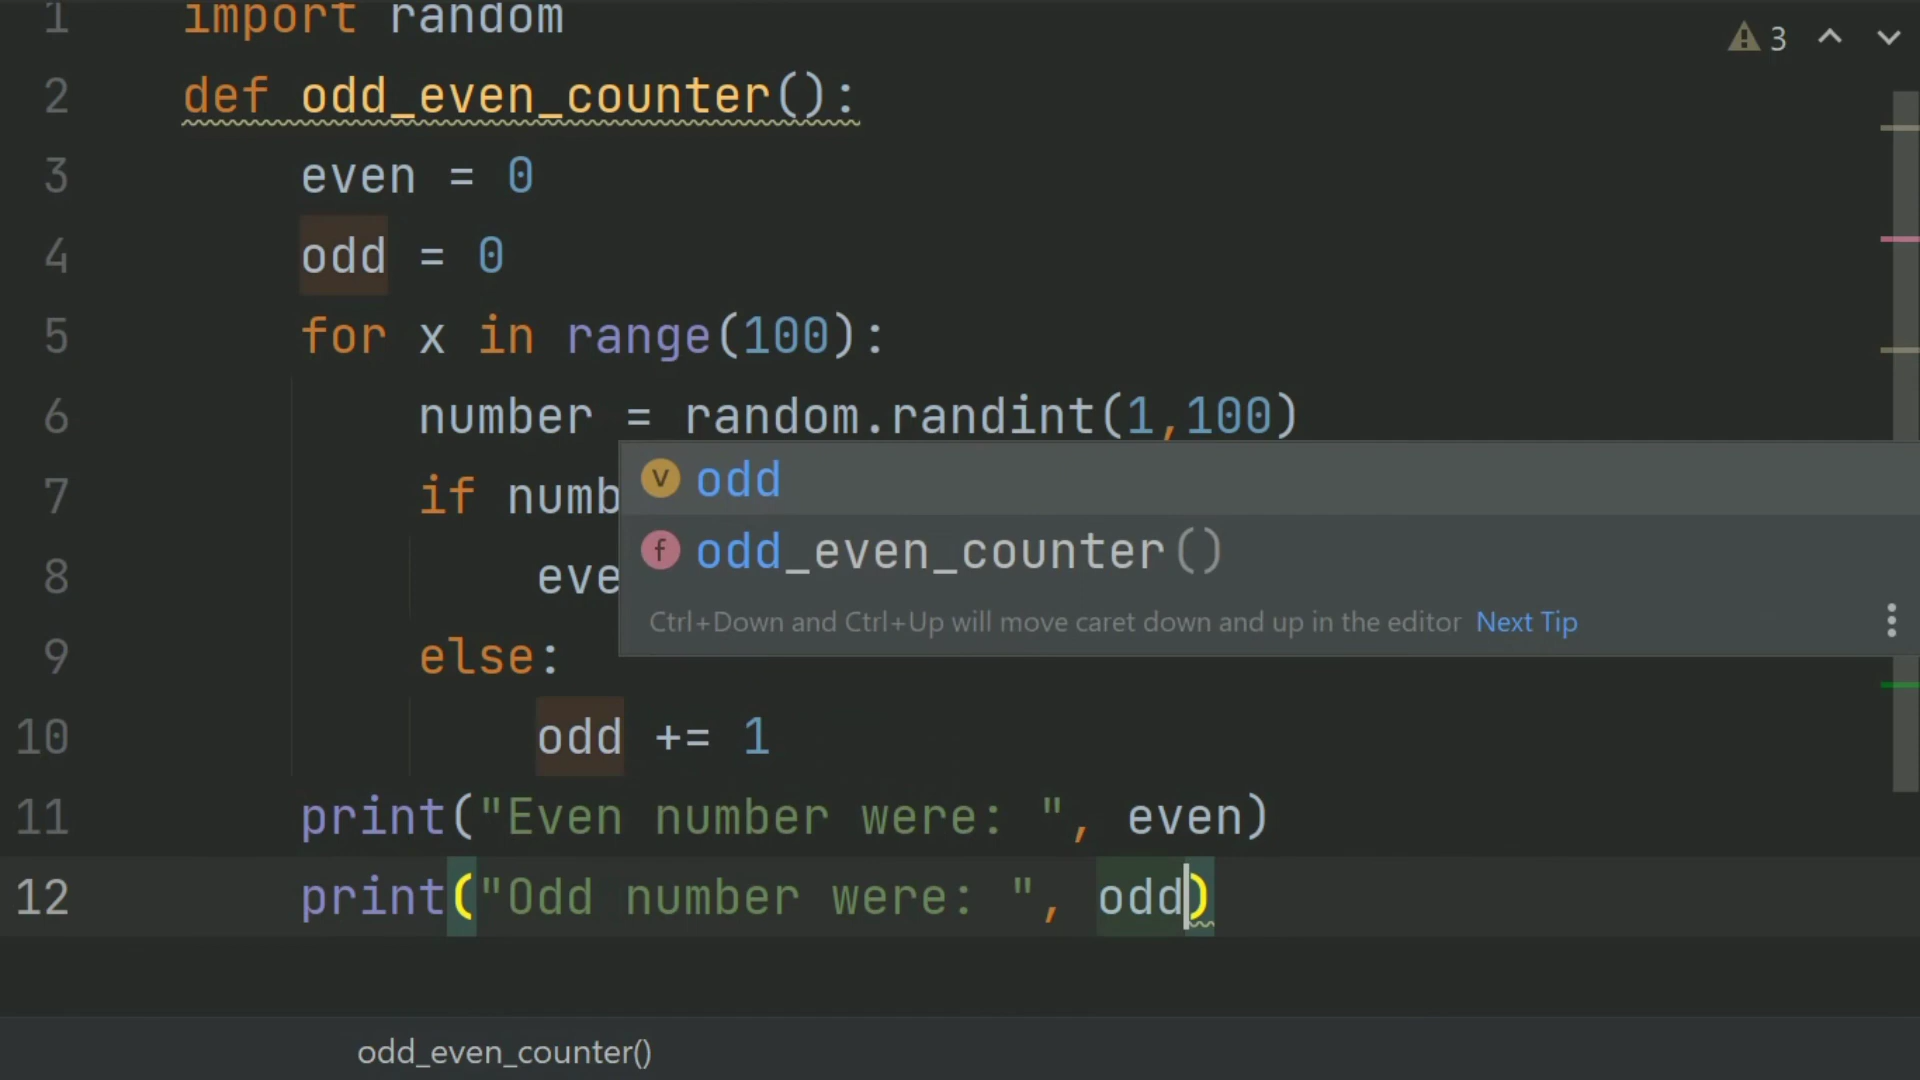 3
1 import random
2 def odd_even_counter():
3 even = 0
4 odd = 0
5 for x in range(100):
6 number = random.randint(1,100)
7 if numb
8 eve
9 else:
10 odd += 1
11 print("Even number were: ", even)
12 print("Odd number were: ", odd)
v odd
f odd_even_counter()
Ctrl+Down and Ctrl+Up will move caret down and up in the editor Next Tip
odd_even_counter()